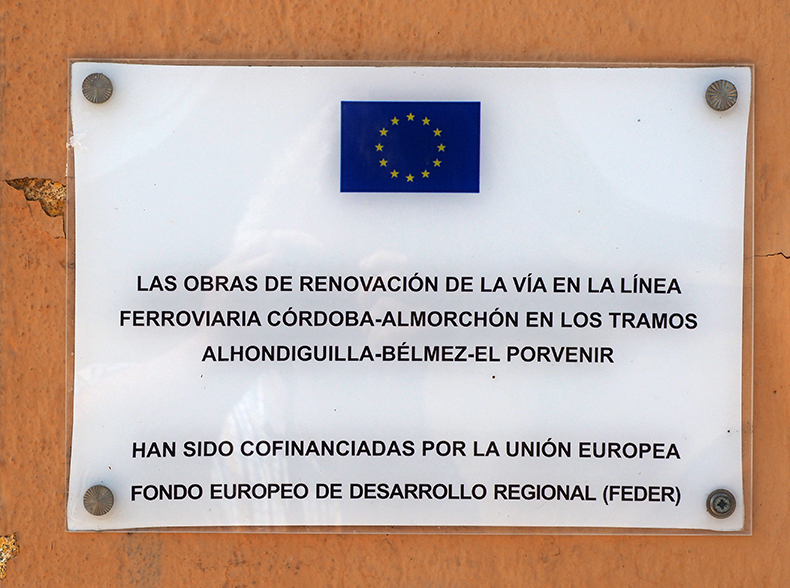 LAS OBRAS DE RENOVACIÓN DE LA VÍA EN LA LÍNEA
FERROVIARIA CÓRDOBA-ALMORCHÓN EN LOS TRAMOS
ALHONDIGUILLA-BÉLMEZ-EL PORVENIR
HAN SIDO COFINANCIADAS POR LA UNIÓN EUROPEA
FONDO EUROPEO DE DESARROLLO REGIONAL (FEDER)